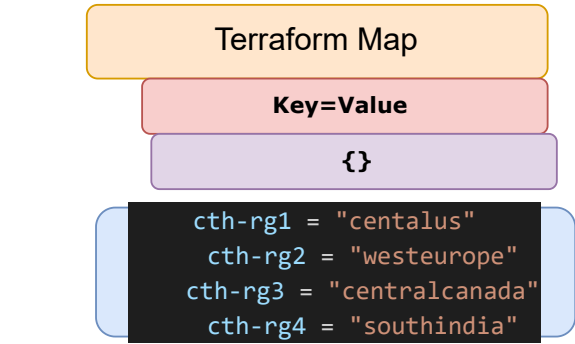 Terraform Map
Key=Value
{}
cth-rg1 = "centalus"
cth-rg2 = "westeurope"
cth-rg3 = "centralcanada"
cth-rg4 = "southindia"